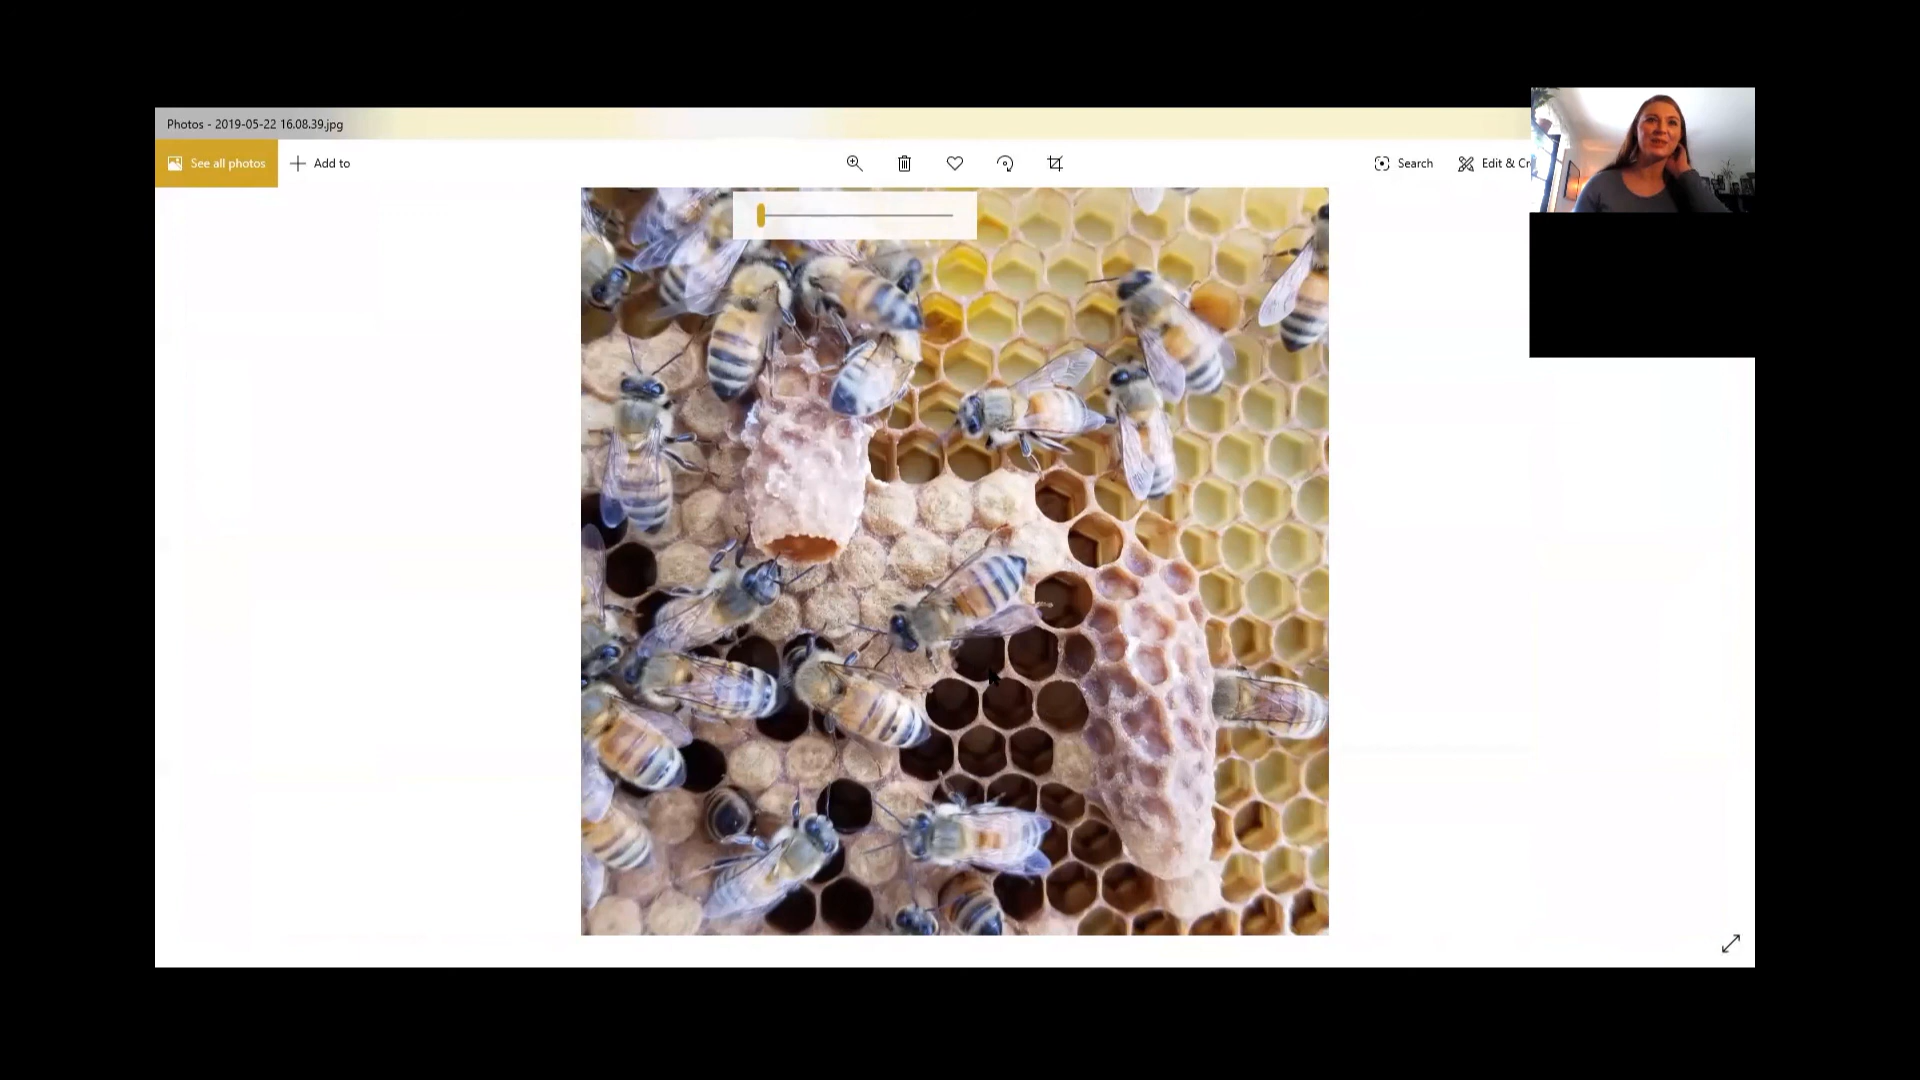 Photos - 2019-05-22 16.08.39.jpg
See all photos
Add to
Search
Edit & Cr